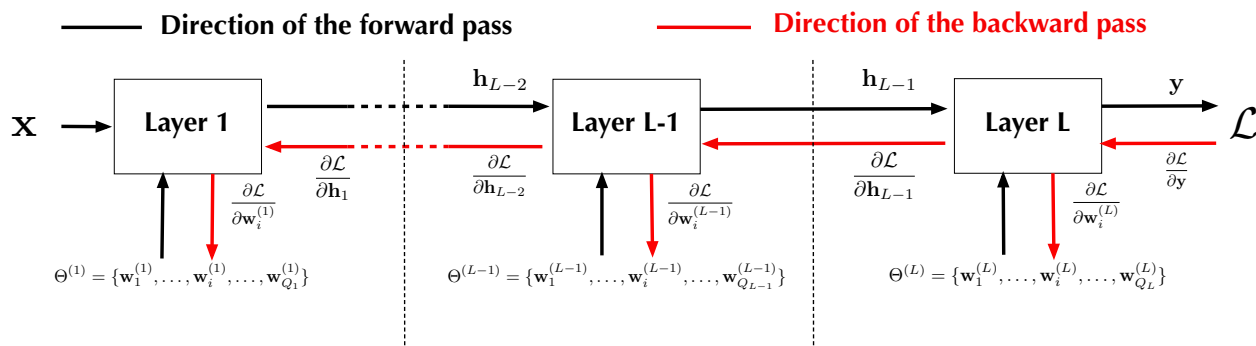 Direction of the forward pass
Direction of the backward pass
h_{L−2}
h_{L−1}
y
x
Layer 1
Layer L-1
Layer L
ℒ
∂ℒ/∂h_1
∂ℒ/∂h_{L−2}
∂ℒ/∂h_{L−1}
∂ℒ/∂y
∂ℒ/∂w_i^{(1)}
∂ℒ/∂w_i^{(L−1)}
∂ℒ/∂w_i^{(L)}
Θ^{(1)} = {w_1^{(1)}, . . . , w_i^{(1)}, . . . , w_{Q_1}^{(1)}}
Θ^{(L−1)} = {w_1^{(L−1)}, . . . , w_i^{(L−1)}, . . . , w_{Q_{L−1}}^{(L−1)}}
Θ^{(L)} = {w_1^{(L)}, . . . , w_i^{(L)}, . . . , w_{Q_L}^{(L)}}